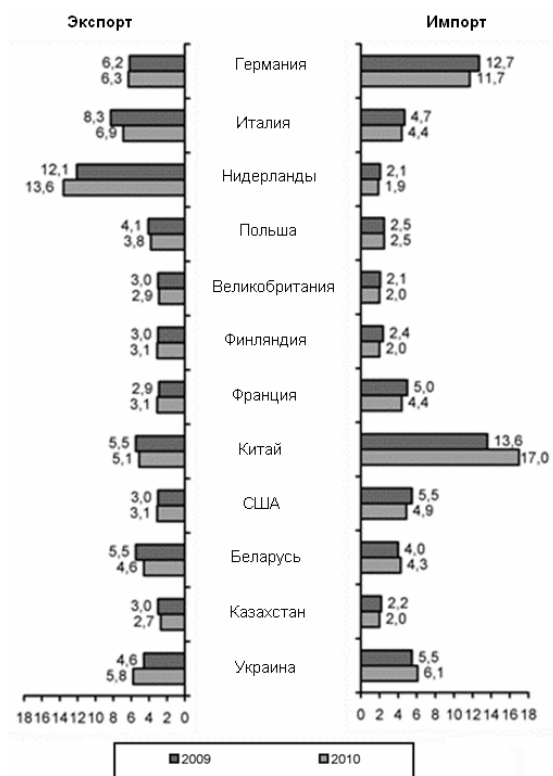 Экспорт Импорт
6,2 Германия 12,7
6,3 11,7
8,3 Италия 4,7
6,9 4,4
12,1 Нидерланды 2,1
13,6 1,9
4,1 Польша 2,5
3,8 2,5
3,0 Великобритания 2,1
2,9 2,0
3,0 Финляндия 2,4
3,1 2,0
2,9 Франция 5,0
3,1 4,4
5,5 Китай 13,6
5,1 17,0
3,0 США 5,5
3,1 4,9
5,5 Беларусь 4,0
4,6 4,3
3,0 Казахстан 2,2
2,7 2,0
4,6 Украина 5,5
5,8 6,1
18 16 14 12 10 8 6 4 2 0 0 2 4 6 8 10 12 14 16 18
2009 2010